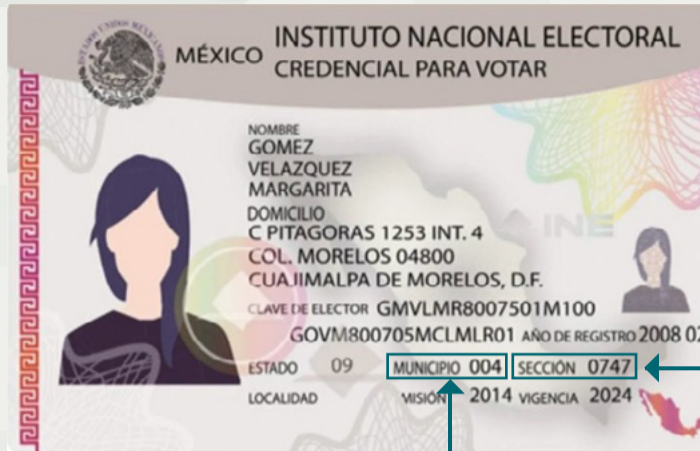 MÉXICO INSTITUTO NACIONAL ELECTORAL
CREDENCIAL PARA VOTAR
NOMBRE
GOMEZ
VELAZQUEZ
MARGARITA
DOMICILIO
C PITAGORAS 1253 INT. 4
COL. MORELOS 04800
CUAJIMALPA DE MORELOS, D.F.
INE
CLAVE DE ELECTOR GMVLMR8007501M100
GOVM800705MCLMLR01 AÑO DE REGISTRO 2008 02
ESTADO 09 MUNICIPIO 004 SECCIÓN 0747
LOCALIDAD MISIÓN 2014 VIGENCIA 2024